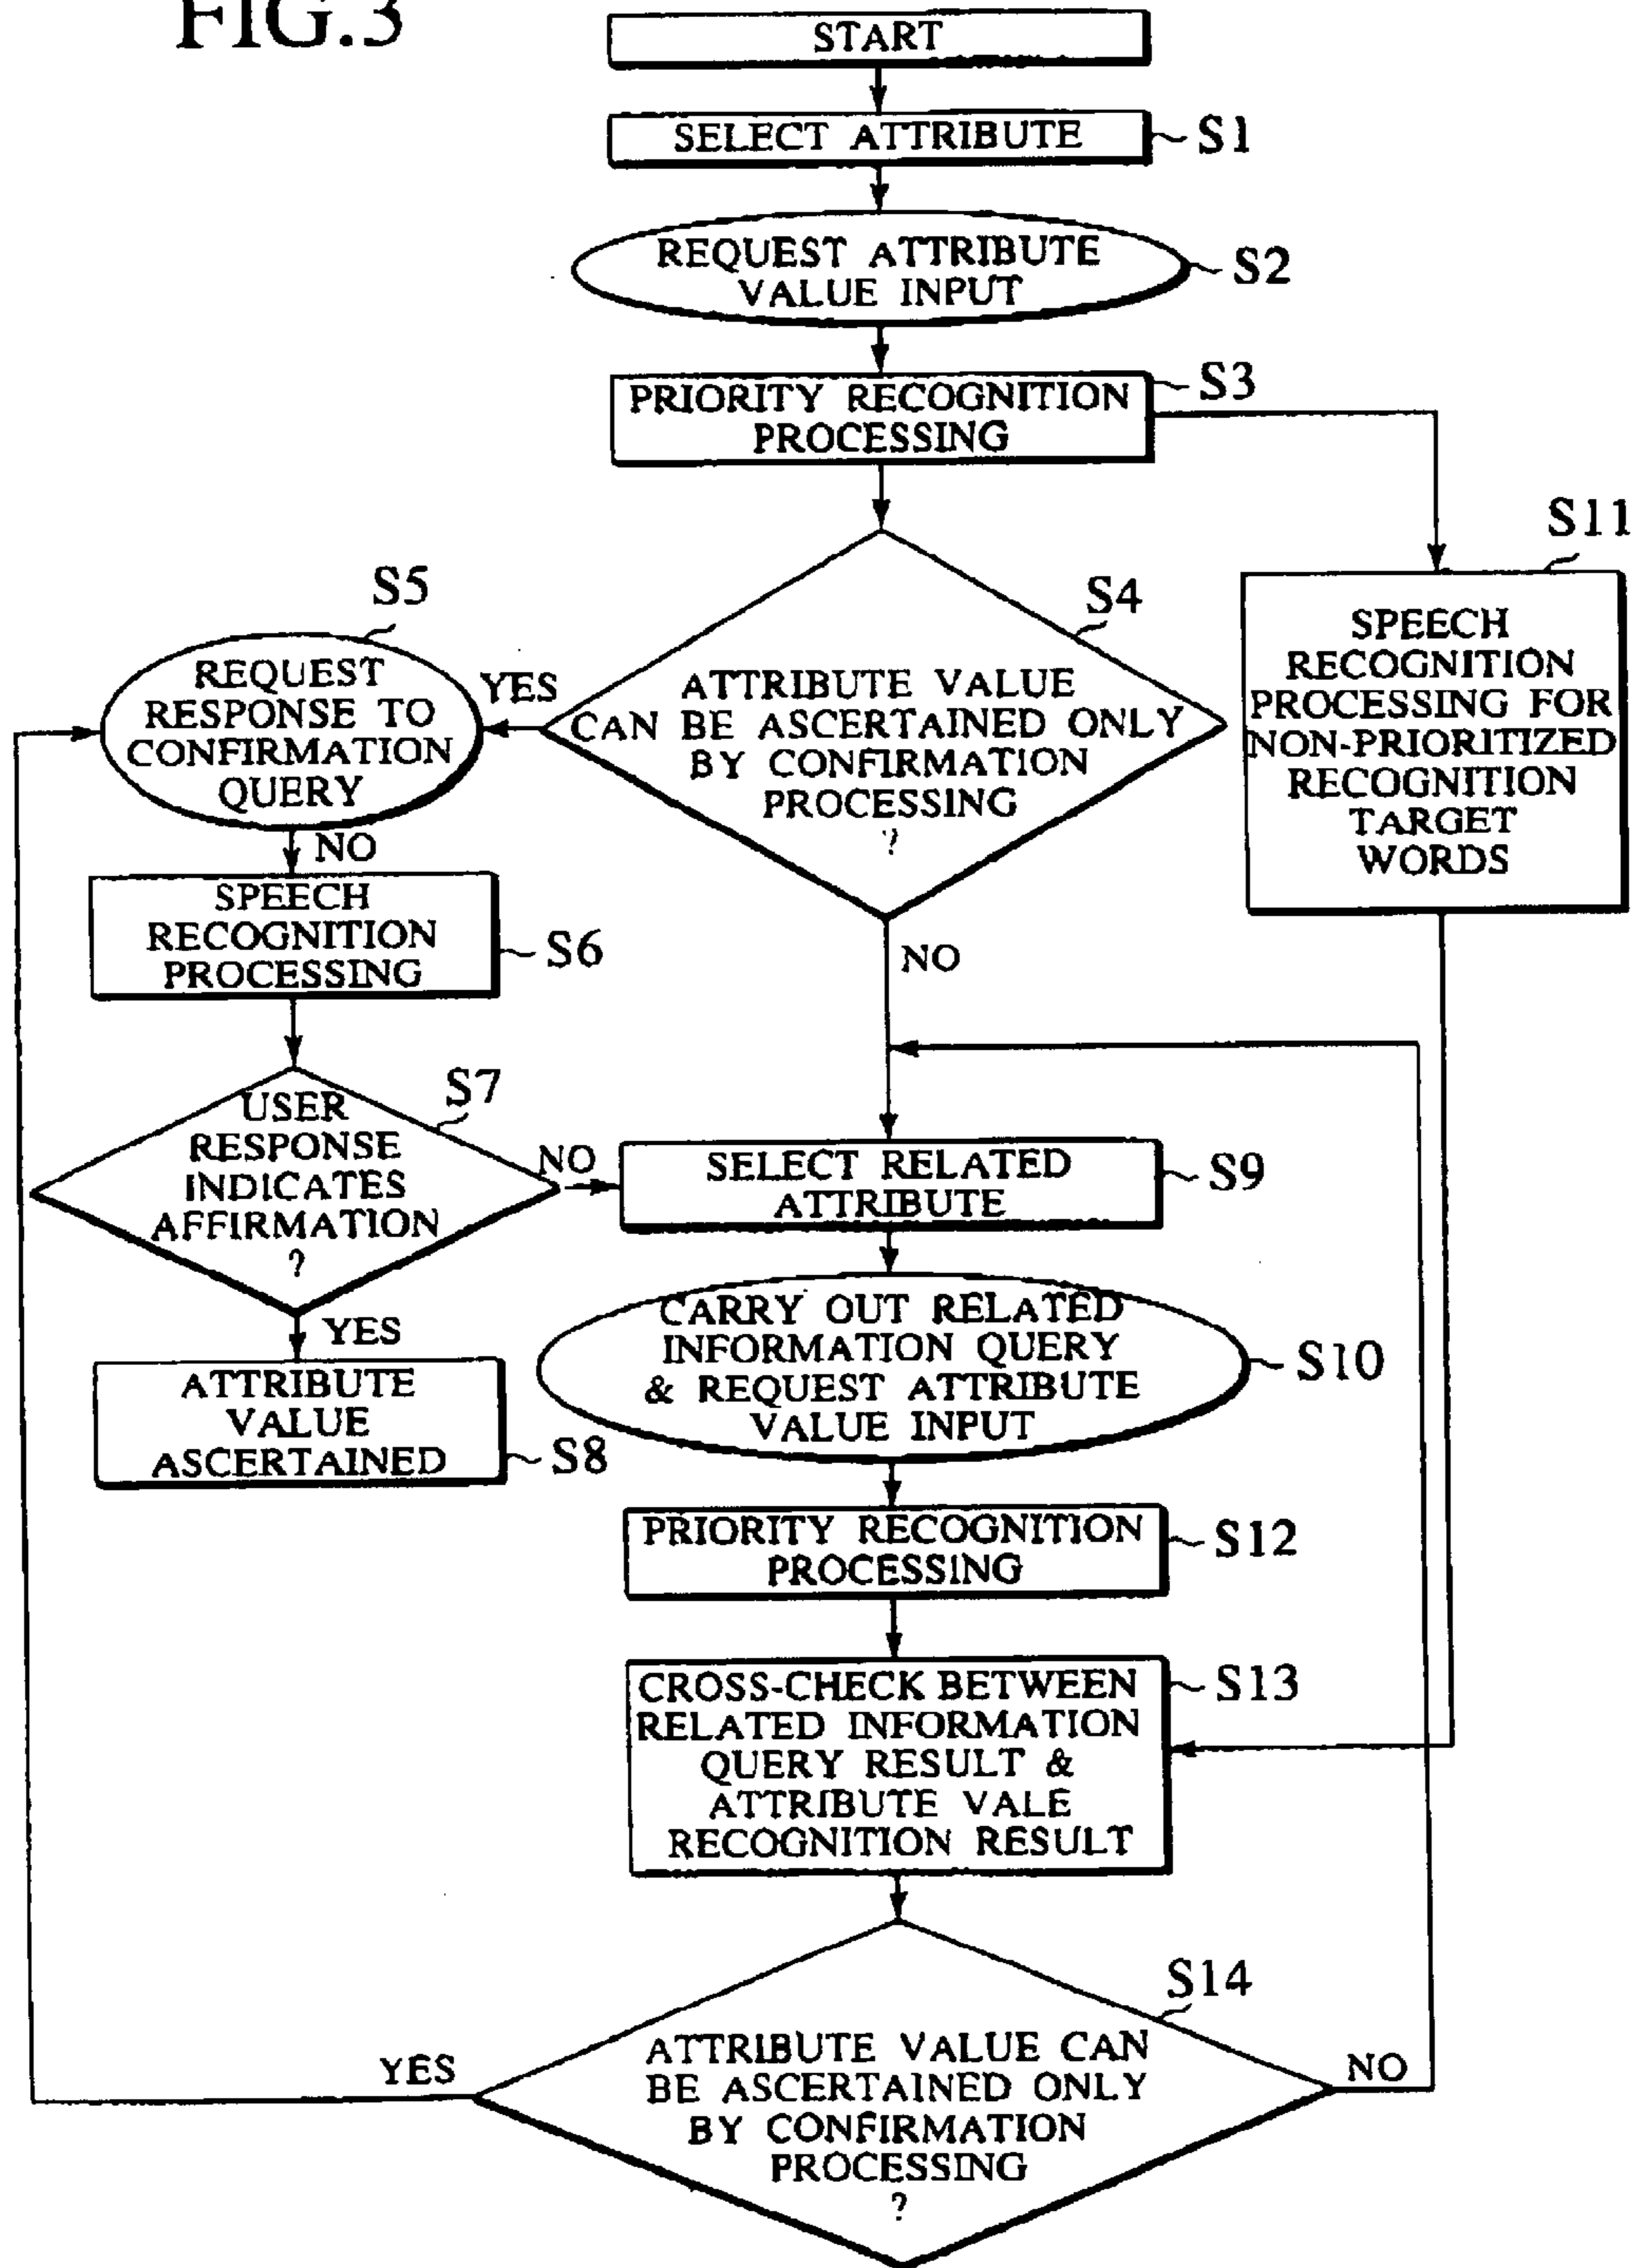 FIG.3
START
SELECT ATTRIBUTE
S1
REQUEST ATTRIBUTE
VALUE INPUT
S2
PRIORITY RECOGNITION
PROCESSING
S3
S4
ATTRIBUTE VALUE
CAN BE ASCERTAINED ONLY
BY CONFIRMATION
PROCESSING
?
YES
NO
S11
SPEECH
RECOGNITION
PROCESSING FOR
NON-PRIORITIZED
RECOGNITION
TARGET
WORDS
S5
REQUEST
RESPONSE TO
CONFIRMATION
QUERY
NO
SPEECH
RECOGNITION
PROCESSING
S6
S7
USER
RESPONSE
INDICATES
AFFIRMATION
?
NO
YES
ATTRIBUTE
VALUE
ASCERTAINED
S8
SELECT RELATED
ATTRIBUTE
S9
CARRY OUT RELATED
INFORMATION QUERY
& REQUEST ATTRIBUTE
VALUE INPUT
S10
PRIORITY RECOGNITION
PROCESSING
S12
CROSS-CHECK BETWEEN
RELATED INFORMATION
QUERY RESULT &
ATTRIBUTE VALE
RECOGNITION RESULT
S13
S14
ATTRIBUTE VALUE CAN
BE ASCERTAINED ONLY
BY CONFIRMATION
PROCESSING
?
YES
NO